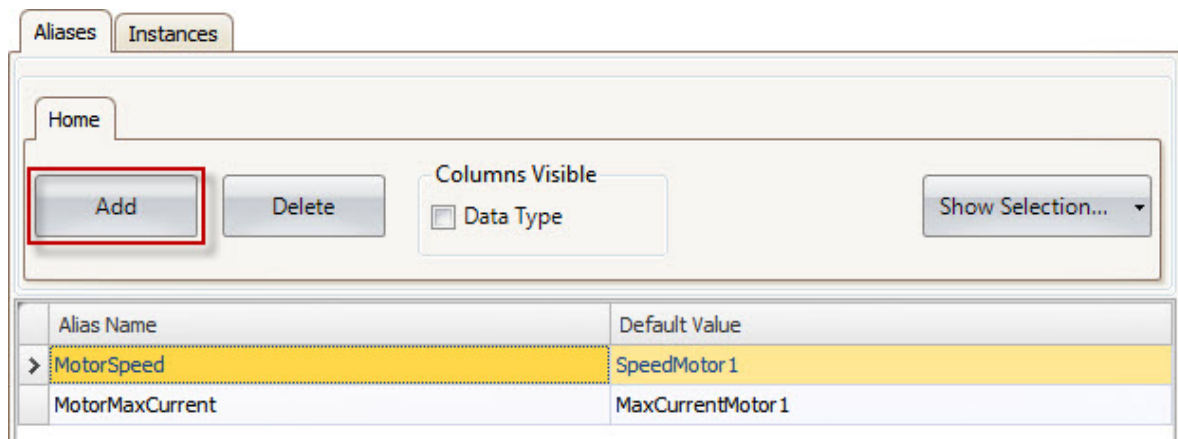 Aliases Instances
Home
Columns Visible
Add Delete Data Type Show Selection...
Alias Name Default Value
MotorSpeed SpeedMotor1
MotorMaxCurrent MaxCurrentMotor1